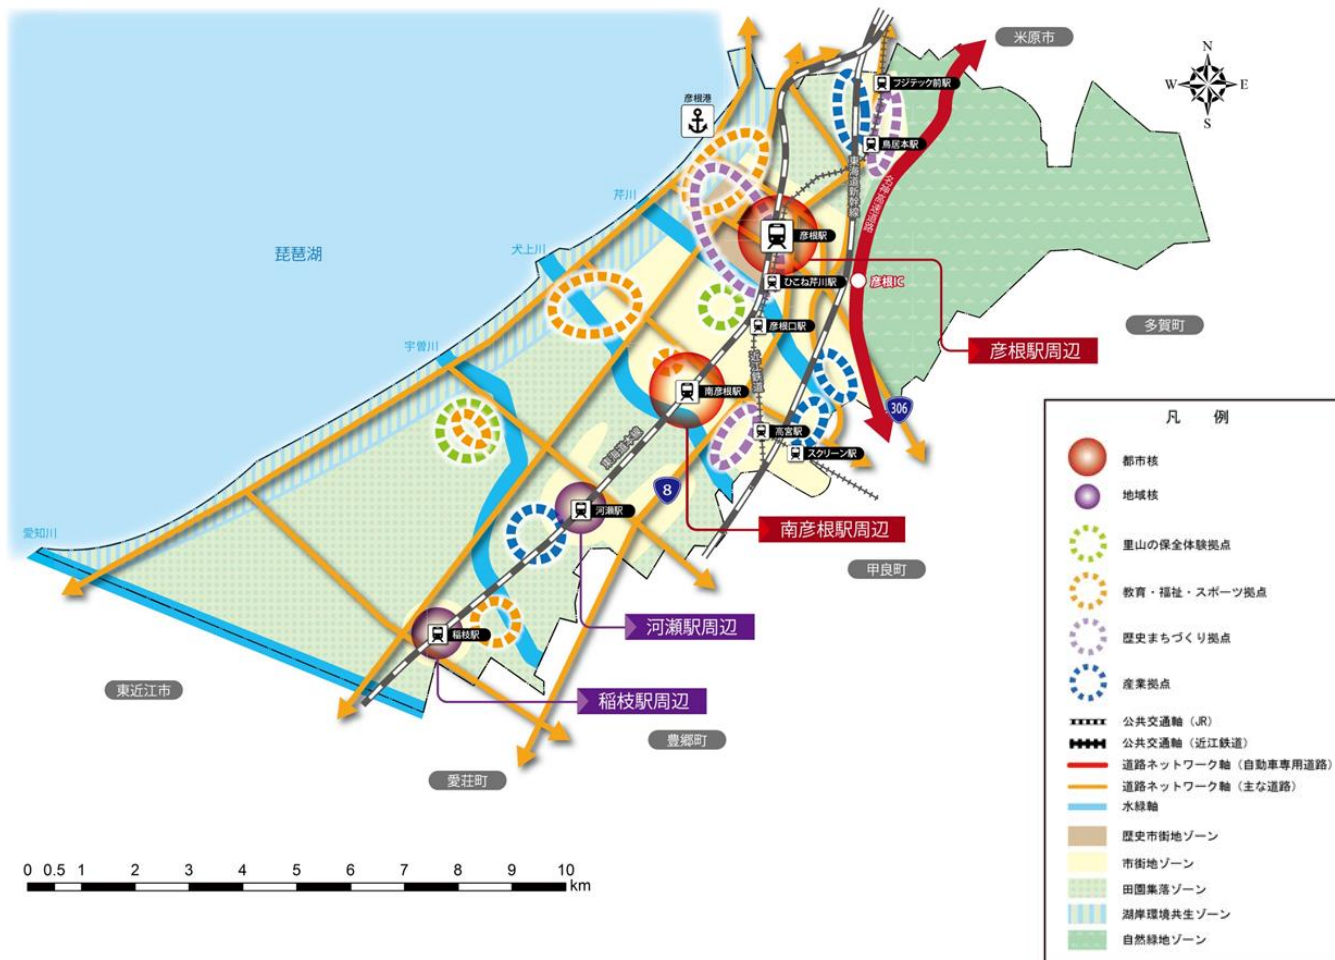 米原市
N
W
E
S
フジテック前駅
彦根港
鳥居本駅
東海道新幹線
名神高速道路
芹川
彦根駅
犬上川
琵琶湖
ひこね芹川駅
彦根IC
彦根口駅
多賀町
宇曽川
彦根駅周辺
近江鉄道
南彦根駅
306
高宮駅
東海道本線
スクリーン駅
8
河瀬駅
南彦根駅周辺
愛知川
甲良町
河瀬駅周辺
稲枝駅
東近江市
稲枝駅周辺
豊郷町
愛荘町
凡 例
都市核
地域核
里山の保全体験拠点
教育・福祉・スポーツ拠点
歴史まちづくり拠点
産業拠点
公共交通軸（JR）
公共交通軸（近江鉄道）
道路ネットワーク軸（自動車専用道路）
道路ネットワーク軸（主な道路）
水緑軸
歴史市街地ゾーン
市街地ゾーン
田園集落ゾーン
湖岸環境共生ゾーン
自然緑地ゾーン
0 0.5 1 2 3 4 5 6 7 8 9 10
km